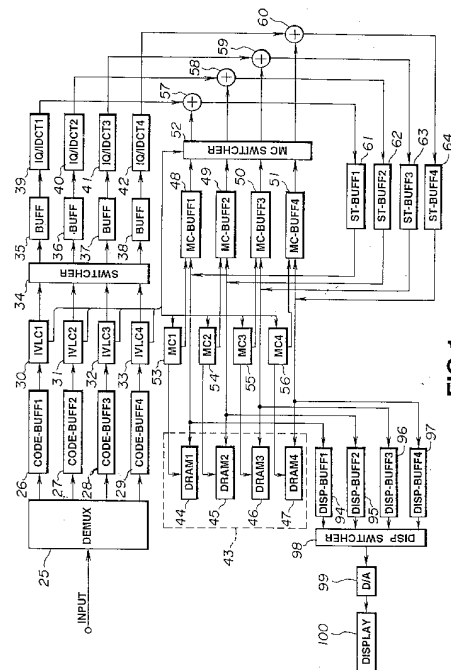 INPUT
25
DEMUX
26
CODE-BUFF1
27
CODE-BUFF2
28
CODE-BUFF3
29
CODE-BUFF4
30
IVLC1
31
IVLC2
32
IVLC3
33
IVLC4
34
SWITCHER
35
BUFF
36
BUFF
37
BUFF
38
BUFF
39
IQ/IDCT1
40
IQ/IDCT2
41
IQ/IDCT3
42
IQ/IDCT4
43
DRAM1
44
DRAM2
45
DRAM3
46
DRAM4
47
MC1
53
MC2
54
MC3
55
MC4
56
48
MC-BUFF1
49
MC-BUFF2
50
MC-BUFF3
51
MC-BUFF4
52
MC SWITCHER
57
58
59
60
ST-BUFF1
61
ST-BUFF2
62
ST-BUFF3
63
ST-BUFF4
64
DISP-BUFF1
94
DISP-BUFF2
95
DISP-BUFF3
96
DISP-BUFF4
97
98
DISP SWITCHER
D/A
99
DISPLAY
100